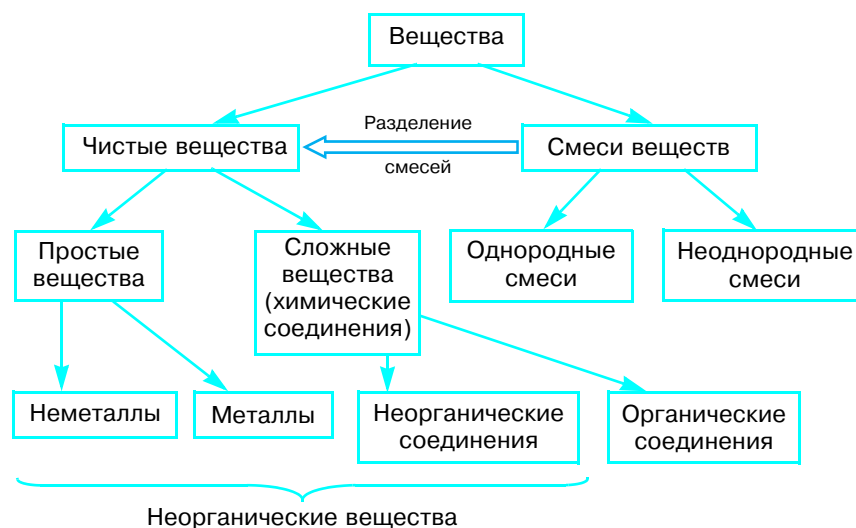 Вещества
Чистые вещества
Разделение
смесей
Смеси веществ
Простые
вещества
Сложные
вещества
(химические
соединения)
Однородные
смеси
Неоднородные
смеси
Неметаллы
Металлы
Неорганические
соединения
Органические
соединения
Неорганические вещества